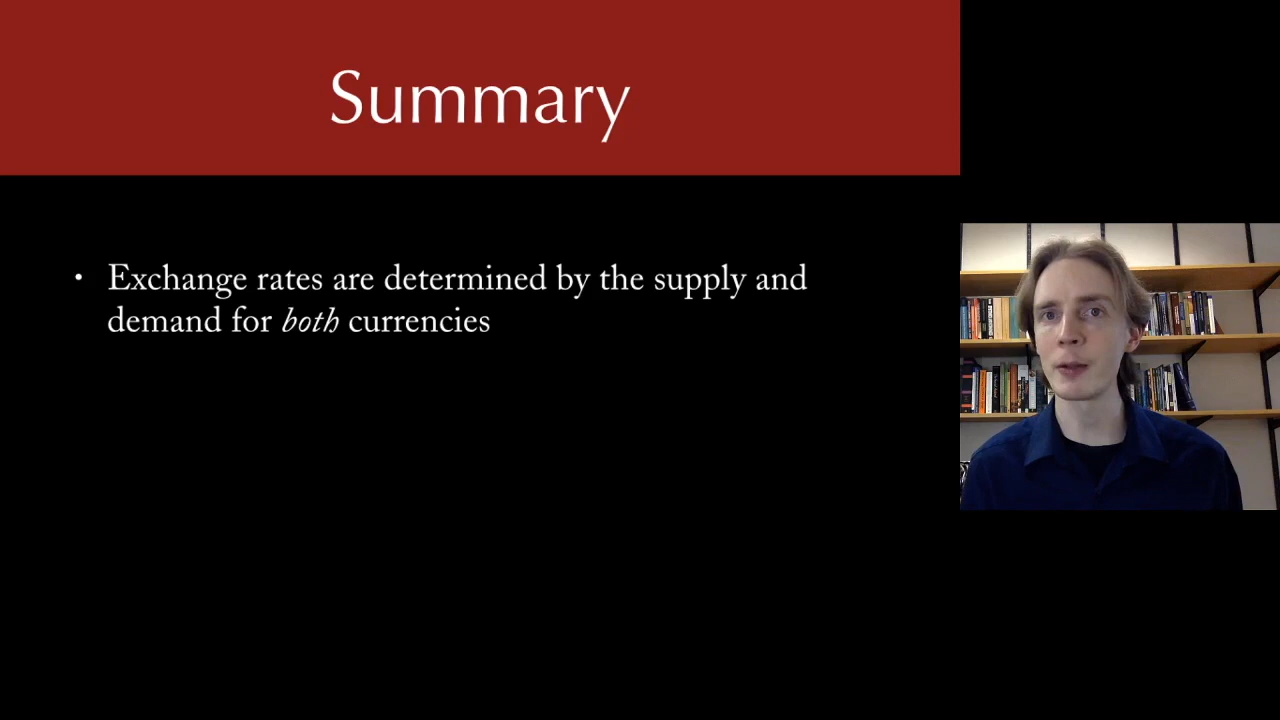 Summary
• Exchange rates are determined by the supply and
demand for both currencies